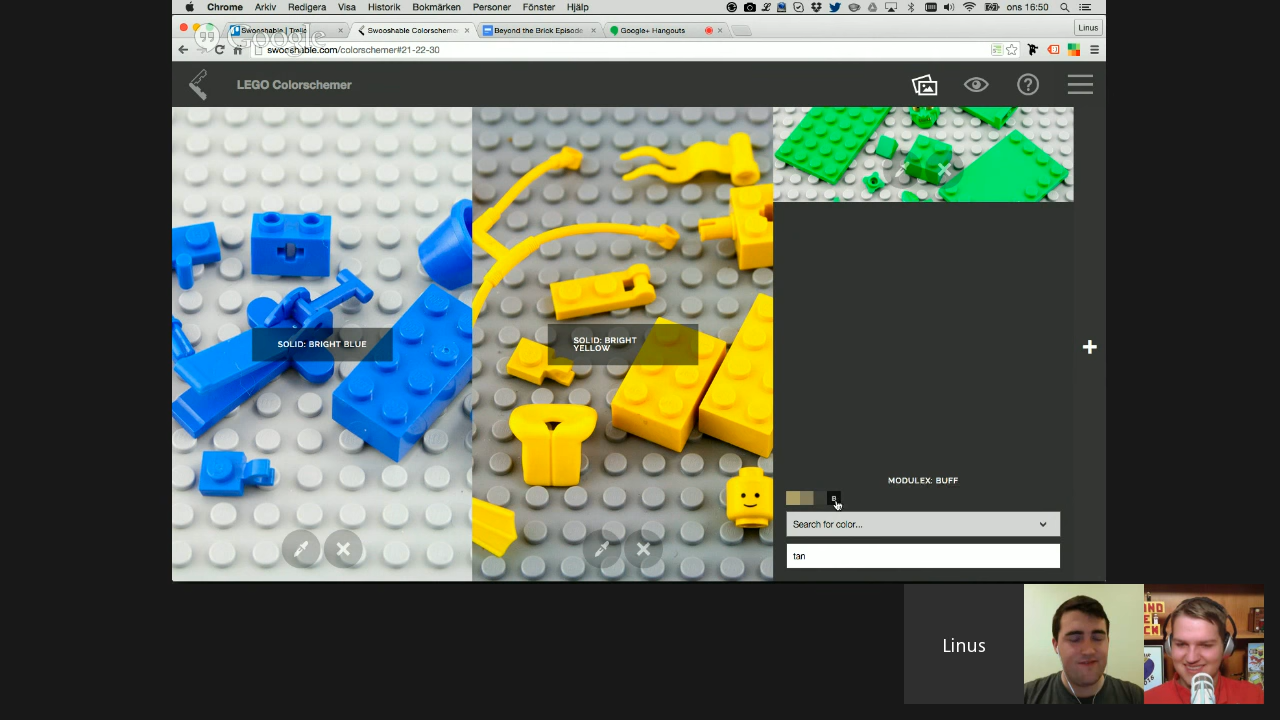 Chrome Arkiv Redigera Visa Historik Bokmärken Personer Fönster Hjälp ons 16:50
Swooshable | Trello
Swooshable Colorscheme
Beyond the Brick Episode
Google+ Hangouts
Linus
Google
swooshable.com/colorschemer#21-22-30
LEGO Colorschemer
SOLID: BRIGHT BLUE
SOLID: BRIGHT
YELLOW
MODULEX: BUFF
B
Search for color...
tan
Linus